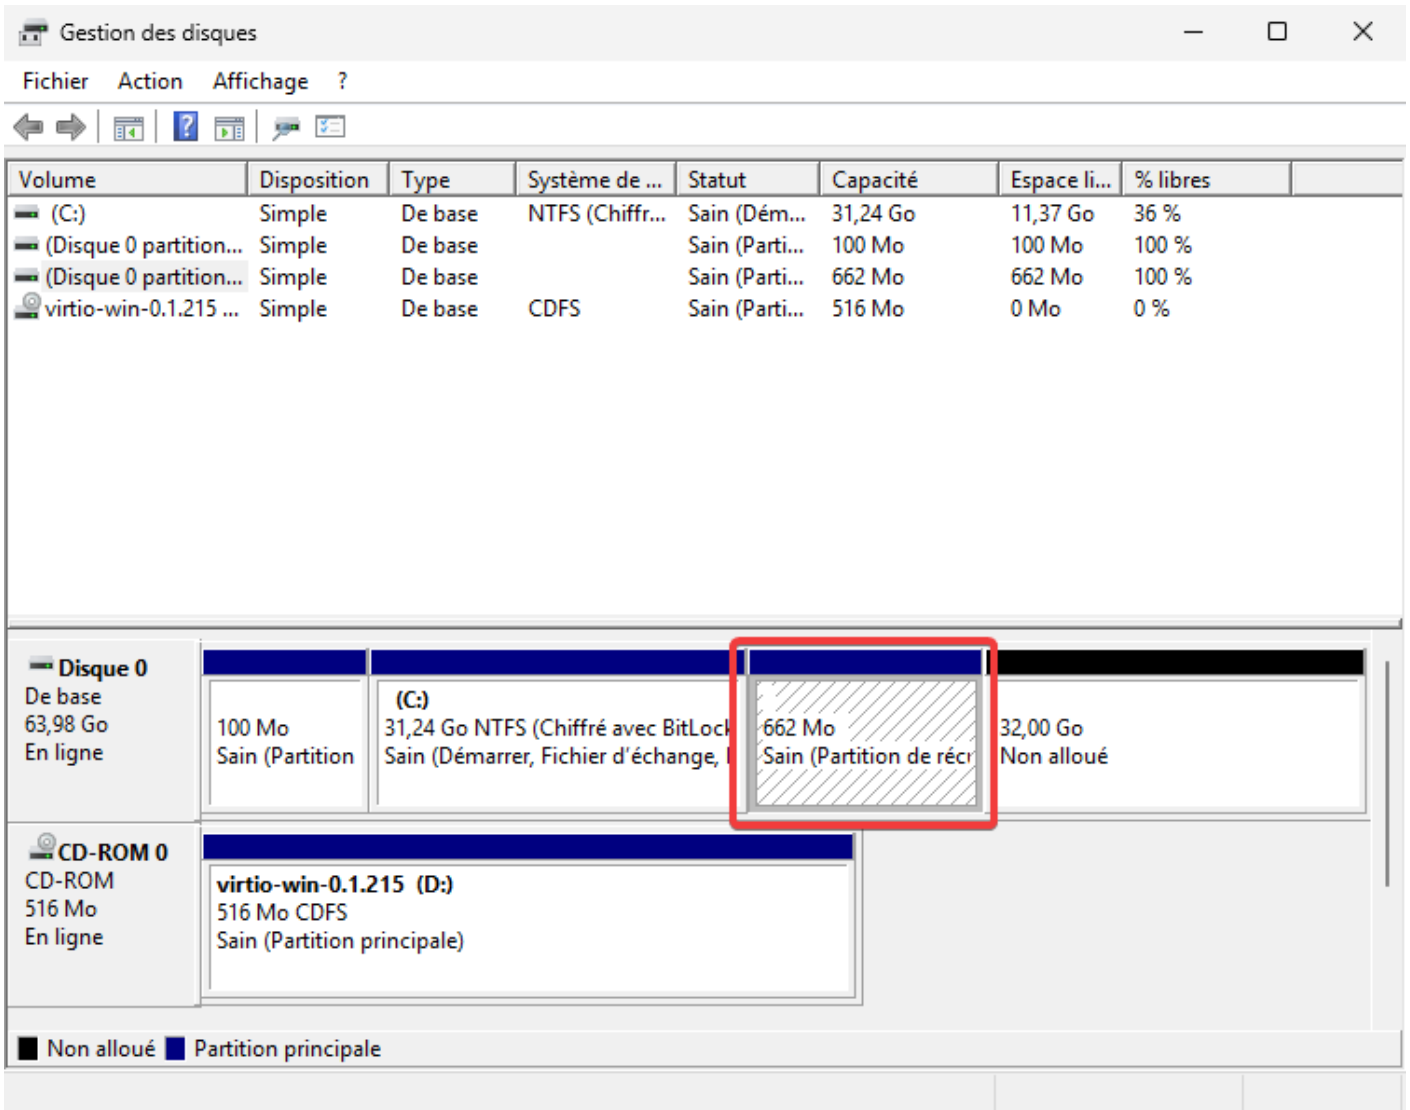 Gestion des disques
Fichier Action Affichage ?
Volume Disposition Type Système de ... Statut Capacité Espace li... % libres
(C:) Simple De base NTFS (Chiffr... Sain (Dém... 31,24 Go 11,37 Go 36 %
(Disque 0 partition... Simple De base Sain (Parti... 100 Mo 100 Mo 100 %
(Disque 0 partition... Simple De base Sain (Parti... 662 Mo 662 Mo 100 %
virtio-win-0.1.215 ... Simple De base CDFS Sain (Parti... 516 Mo 0 Mo 0 %
Disque 0
De base
63,98 Go
En ligne
100 Mo
Sain (Partition
(C:)
31,24 Go NTFS (Chiffré avec BitLock
Sain (Démarrer, Fichier d'échange,
662 Mo
Sain (Partition de récu
32,00 Go
Non alloué
CD-ROM 0
CD-ROM
516 Mo
En ligne
virtio-win-0.1.215 (D:)
516 Mo CDFS
Sain (Partition principale)
Non alloué Partition principale